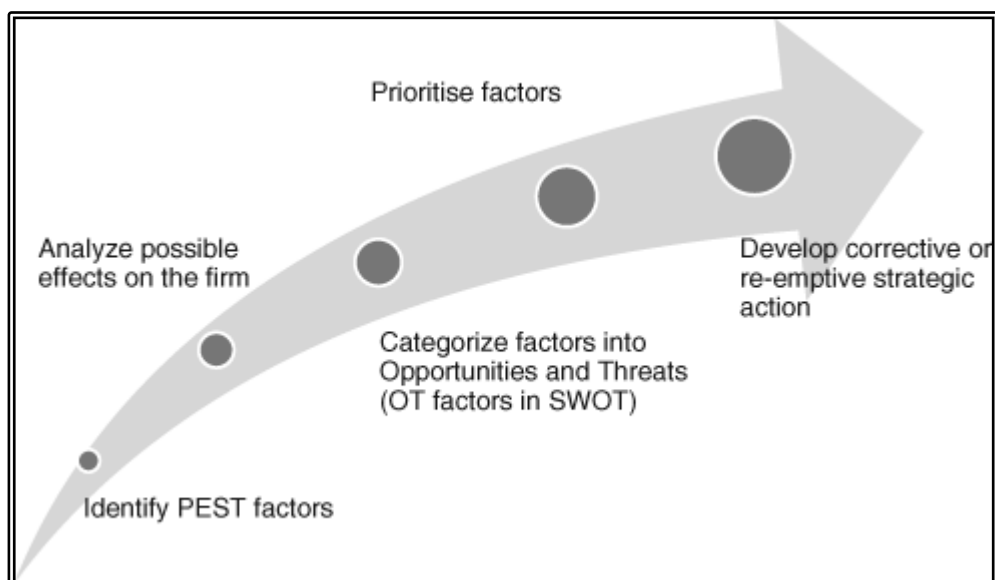 Prioritise factors
Analyze possible
effects on the firm
Develop corrective or
re-emptive strategic
action
Categorize factors into
Opportunities and Threats
(OT factors in SWOT)
Identify PEST factors